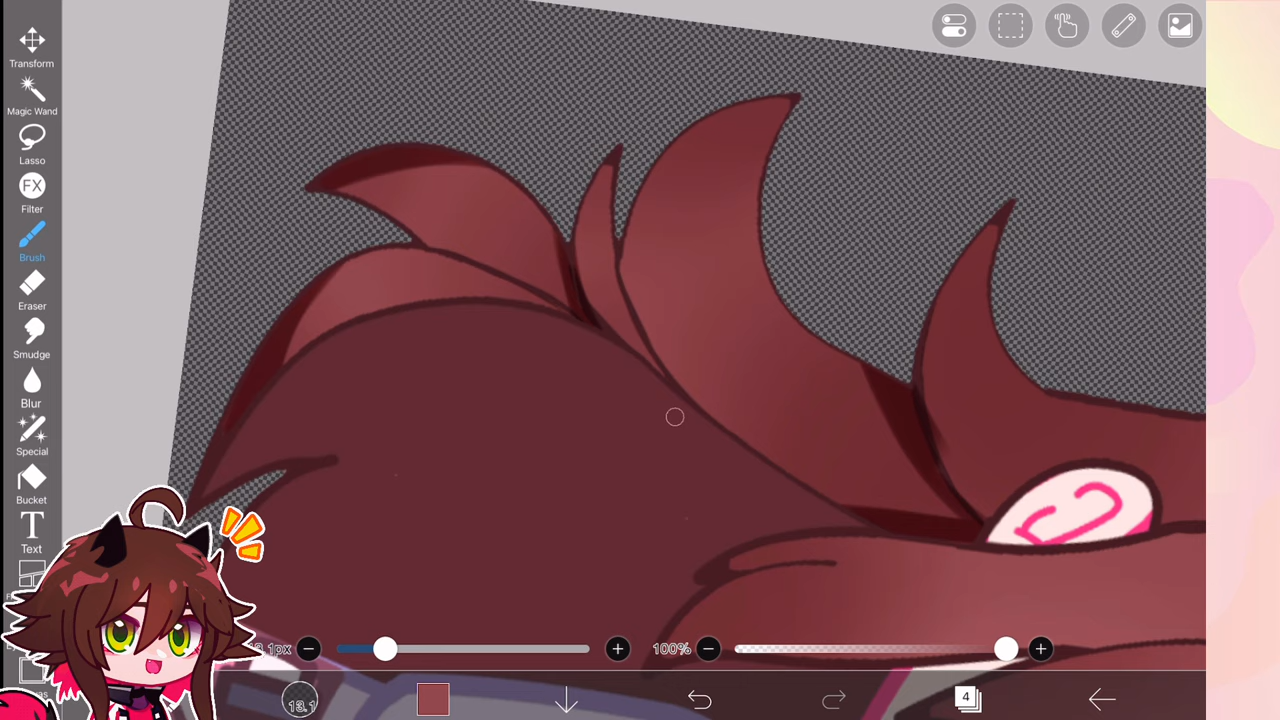 Transform
Magic Wand
Lasso
FX
Filter
Brush
Eraser
Smudge
Blur
Special
Bucket
T
Text
100%
13.1
4